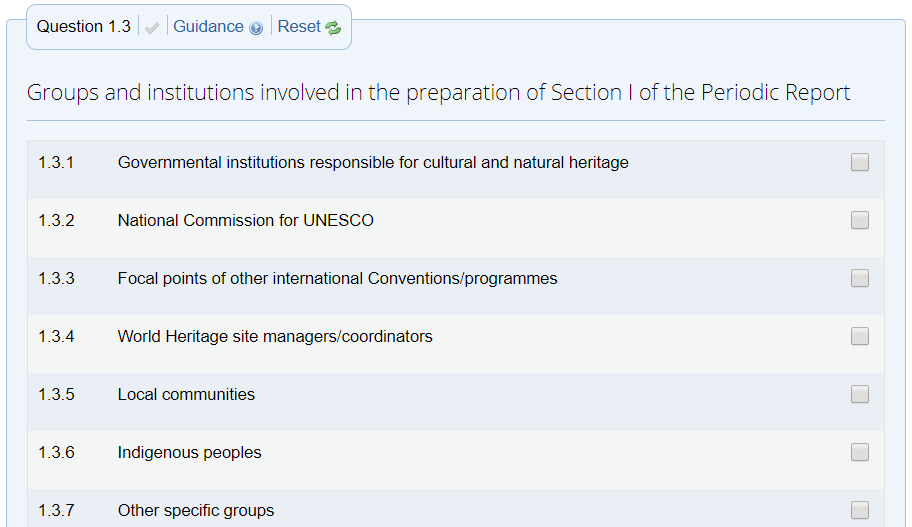 Question 1.3 Guidance Reset
Groups and institutions involved in the preparation of Section I of the Periodic Report
1.3.1 Governmental institutions responsible for cultural and natural heritage
1.3.2 National Commission for UNESCO
1.3.3 Focal points of other international Conventions/programmes
1.3.4 World Heritage site managers/coordinators
1.3.5 Local communities
1.3.6 Indigenous peoples
1.3.7 Other specific groups